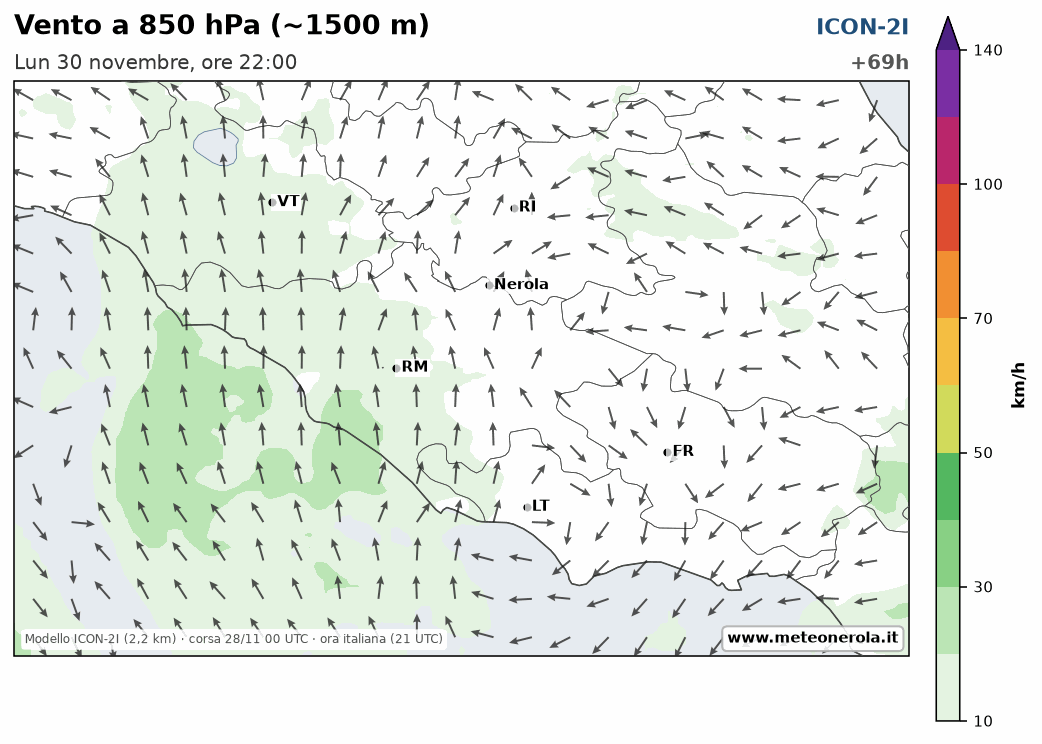 Vento a 850 hPa (~1500 m)
ICON-2I
Lun 30 novembre, ore 22:00
+69h
VT
RI
Nerola
RM
FR
LT
Modello ICON-2I (2,2 km) · corsa 28/11 00 UTC · ora italiana (21 UTC)
www.meteonerola.it
140
100
70
50
30
10
km/h